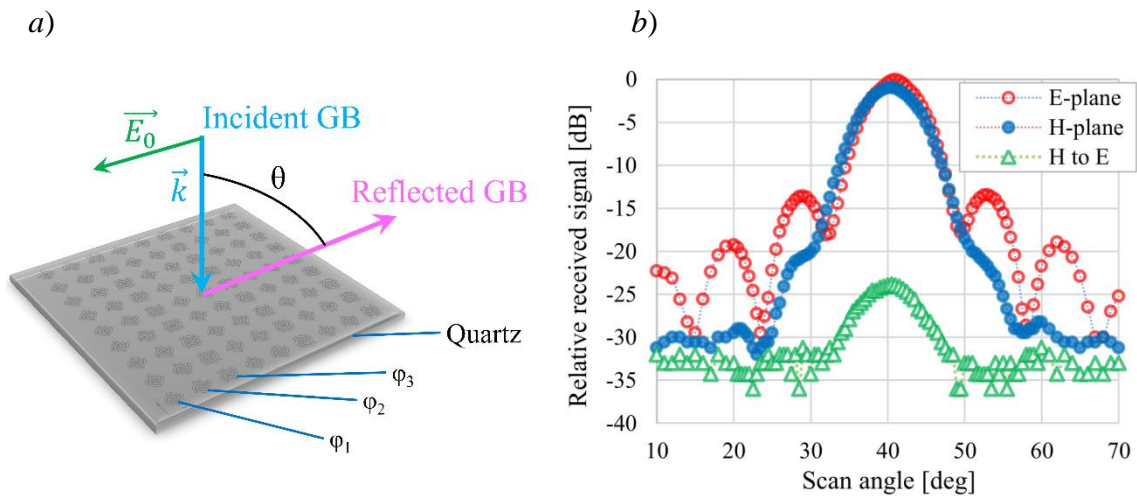 a)
b)
E⃗₀
Incident GB
k⃗
θ
Reflected GB
Quartz
φ₃
φ₂
φ₁
Relative received signal [dB]
0
-5
-10
-15
-20
-25
-30
-35
-40
E-plane
H-plane
H to E
10 20 30 40 50 60 70
Scan angle [deg]